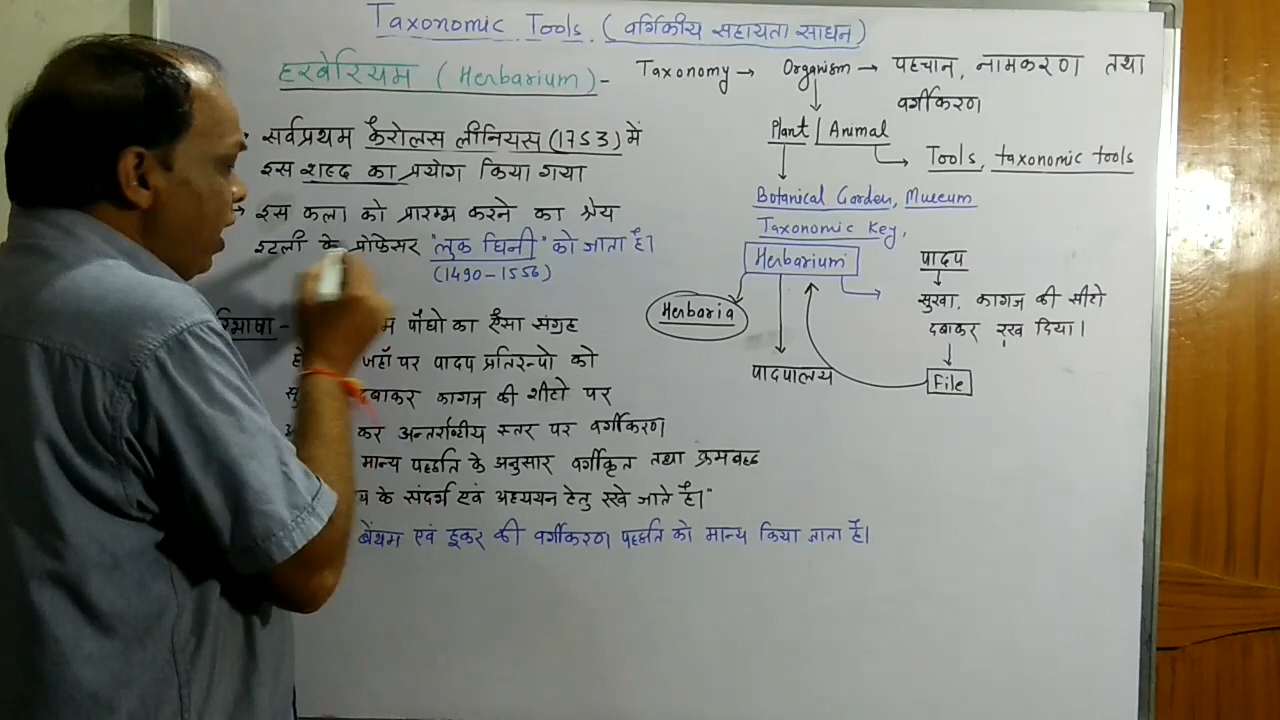 Taxonomic Tools. (वर्गिकीय सहायता साधन)
हरबेरियम (Herbarium) -
Taxonomy → Organism → पहचान, नामकरण तथा
वर्गीकरण
सर्वप्रथम कैरोलस लीनियस (1753) में
इस शब्द का प्रयोग किया गया
→ इस कला को प्रारम्भ करने का श्रेय
इटली के प्रोफेसर "लुक घिनी" को जाता है।
(1490-1556)
पौधो का ऐसा संग्रह
जहाँ पर पादप प्रतिरूपो को
दबाकर कागज की शीटो पर
कर अन्तर्राष्ट्रीय स्तर पर वर्गीकरण
मान्य पद्धति के अनुसार वर्गीकृत तथा क्रमबद्ध
के संदर्भ एवं अध्ययन हेतु रखे जाते है।"
बेंथम एवं हूकर की वर्गीकरण पद्धति को मान्य किया जाता है।
Plant | Animal
Tools, taxonomic tools
Botanical Garden, Museum
Taxonomic Key,
Herbarium
Herbaria
पादपालय
पादप
सुखा, कागज की सीटो
दबाकर रख दिया।
File